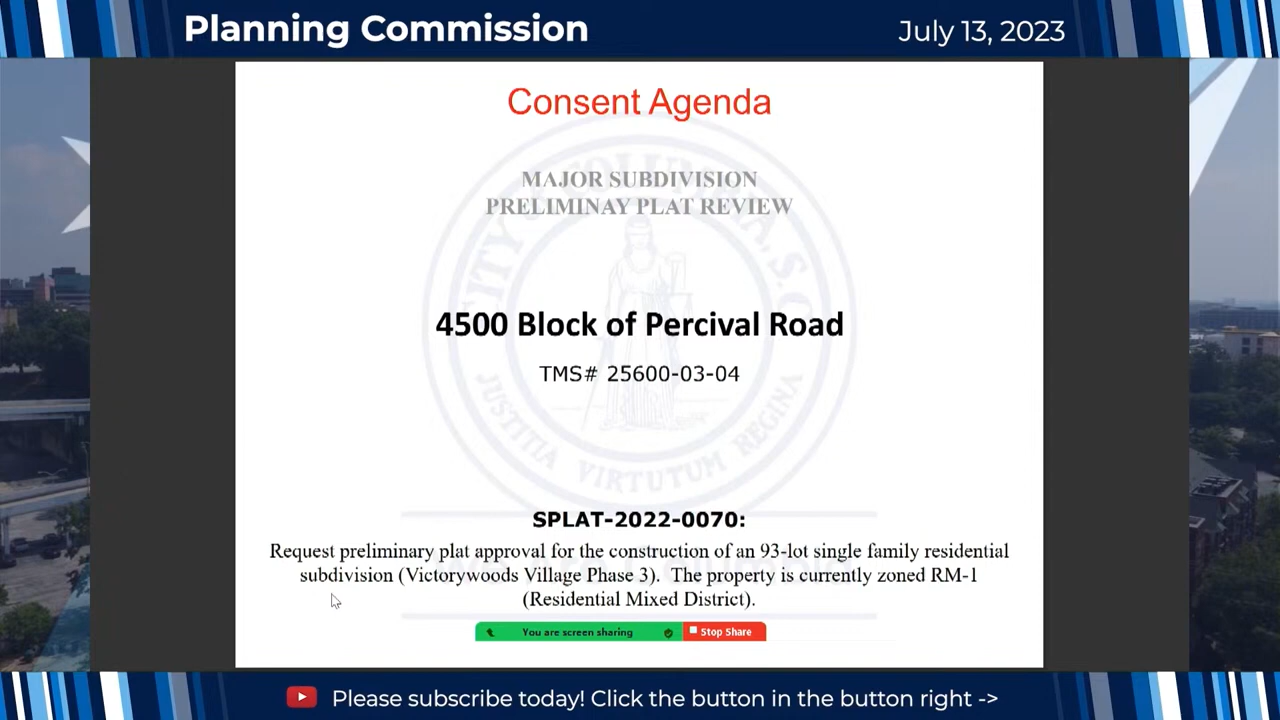 Planning Commission
July 13, 2023
Consent Agenda
MAJOR SUBDIVISION
PRELIMINAY PLAT REVIEW
4500 Block of Percival Road
TMS# 25600-03-04
JUSTITIA VIRTUTUM REGINA
SPLAT-2022-0070:
Request preliminary plat approval for the construction of an 93-lot single family residential
subdivision (Victorywoods Village Phase 3). The property is currently zoned RM-1
(Residential Mixed District).
You are screen sharing
Stop Share
Please subscribe today! Click the button in the button right ->